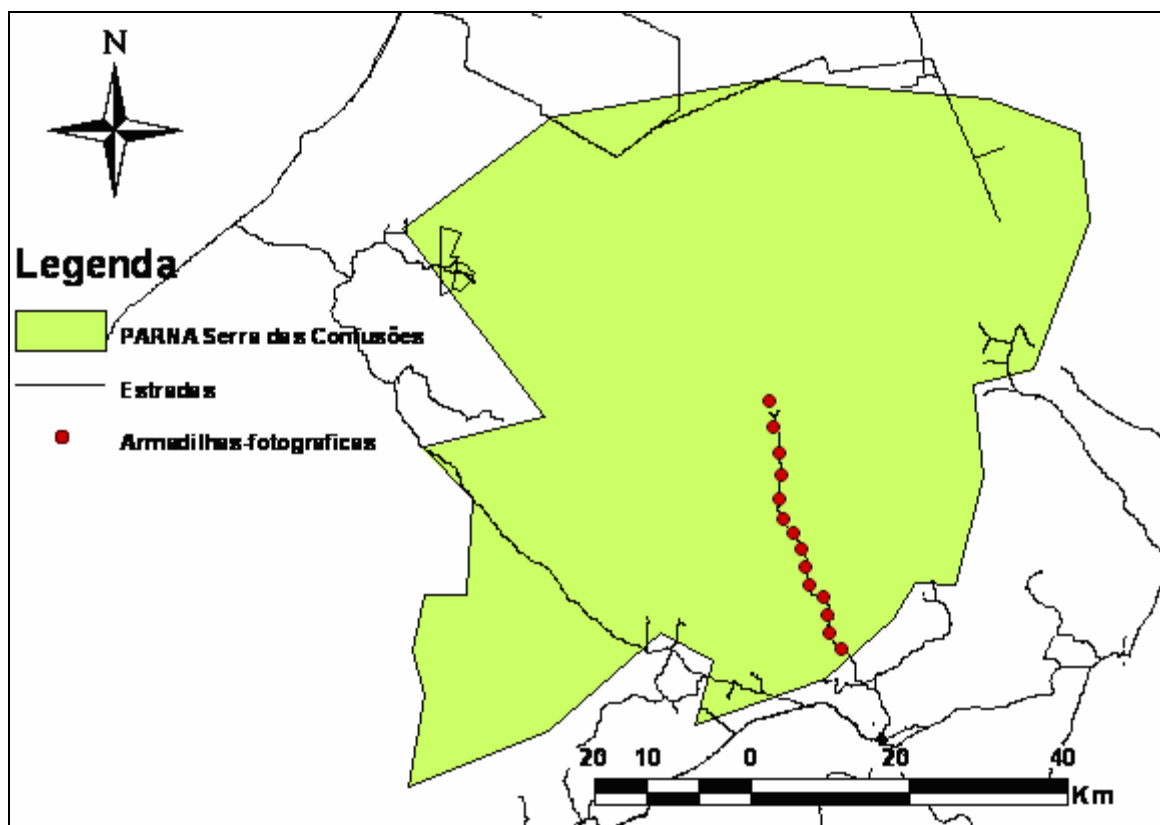 N
Legenda
PARNA Serra das Confusões
Estradas
Armadilhas-fotograficas
20 10 0 20 40
Km